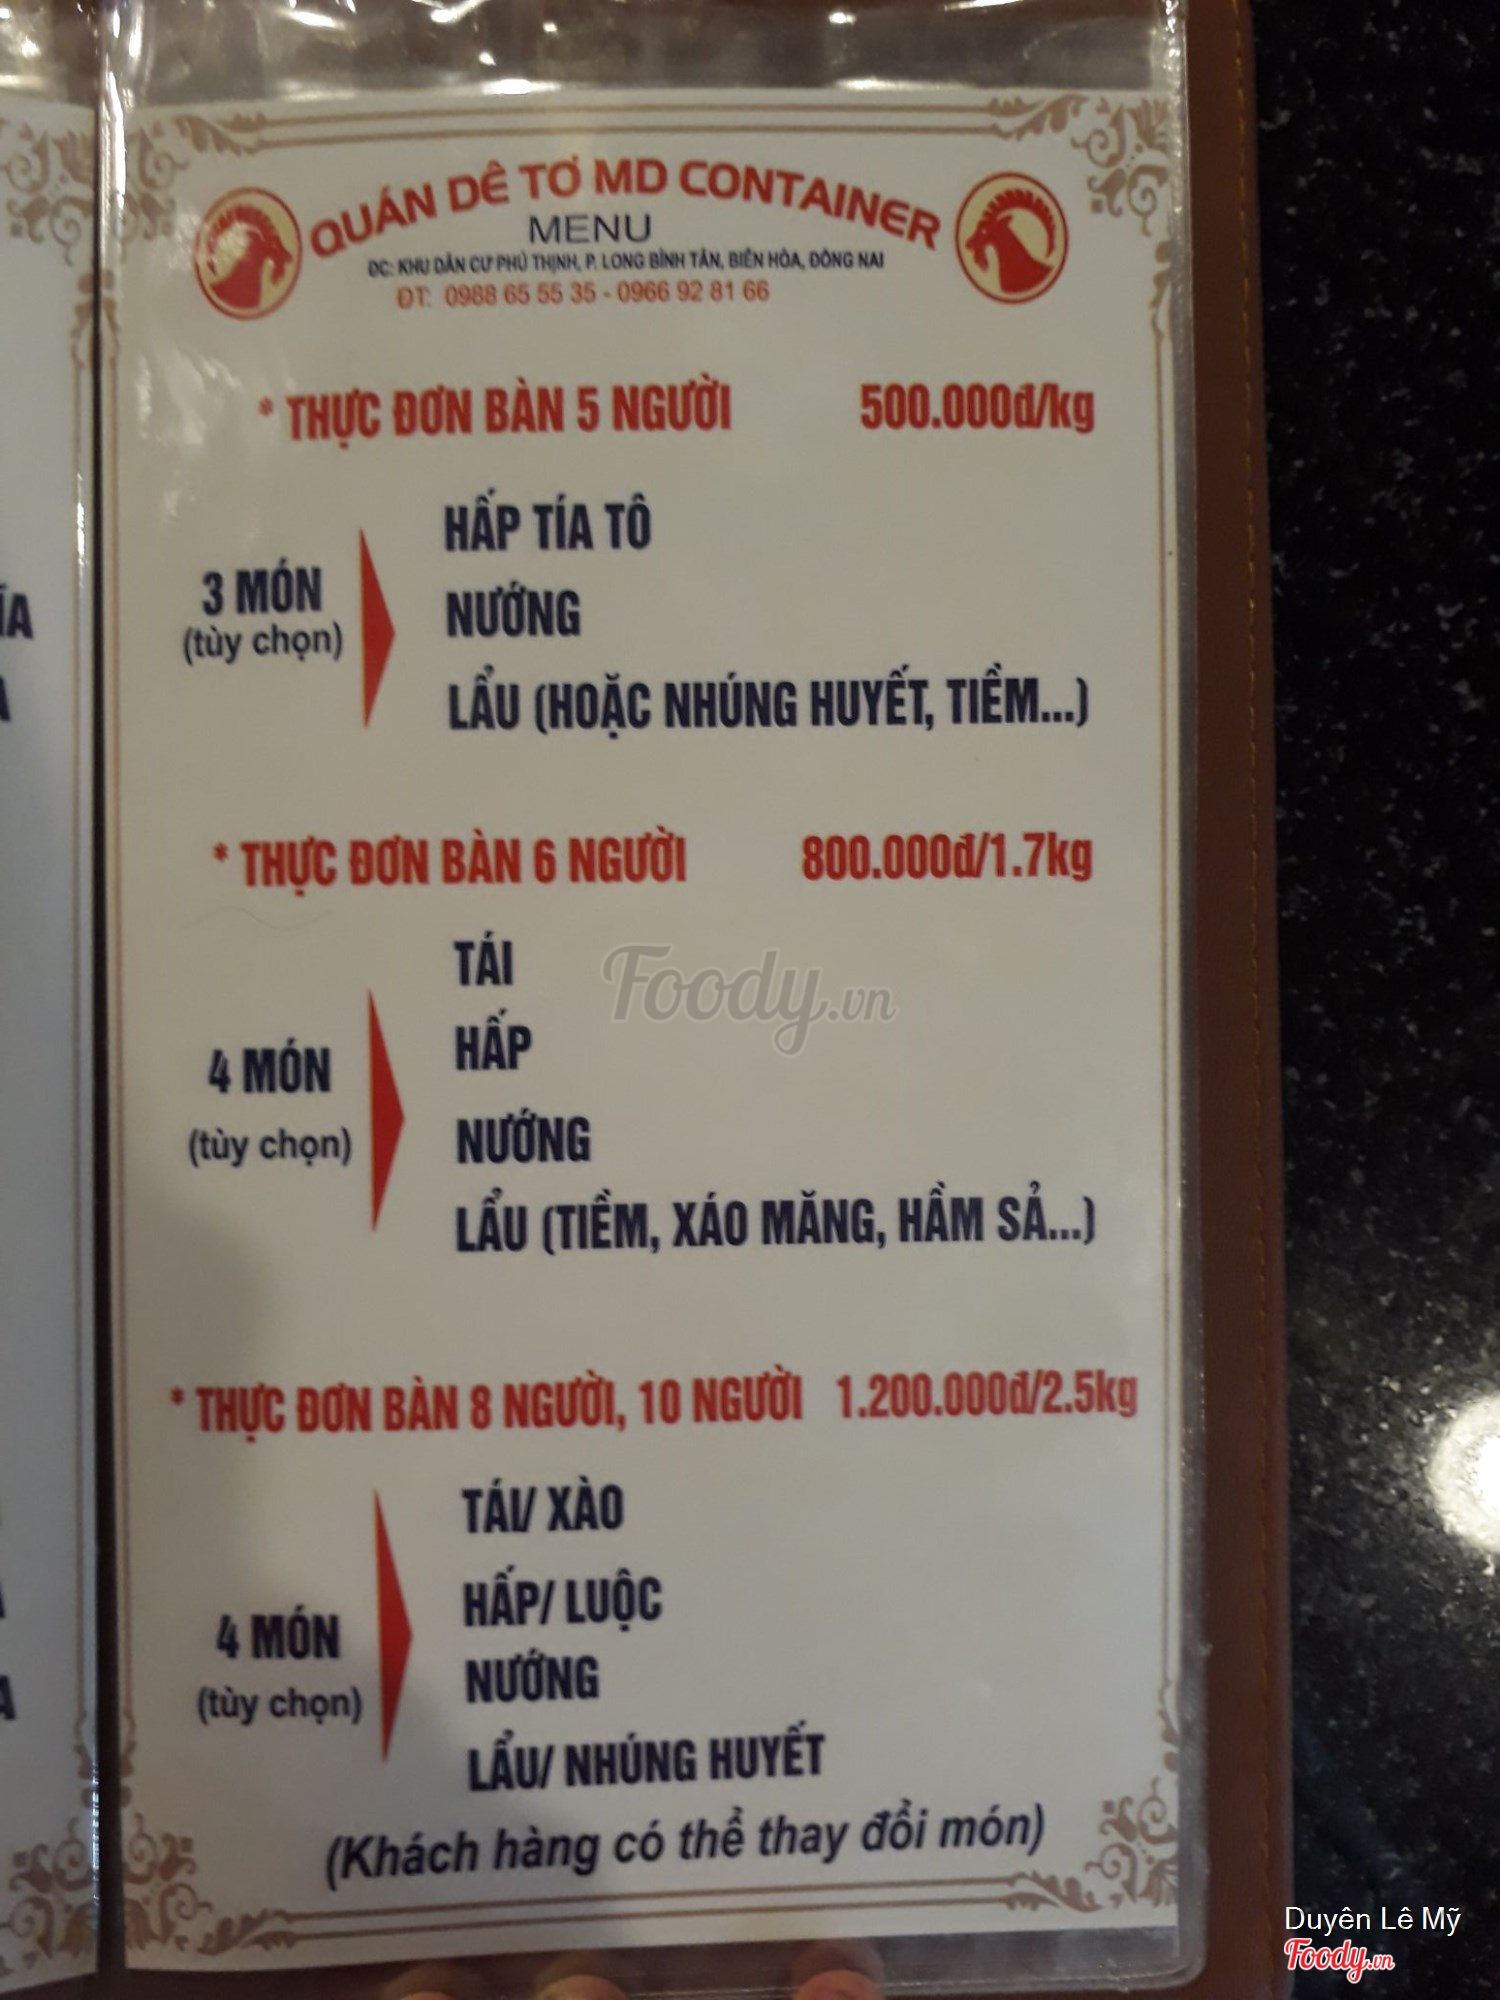 QUÁN DÊ TƠ MD CONTAINER
MENU
ĐC: KHU DÂN CƯ PHÚ THỊNH, P. LONG BÌNH TÂN, BIÊN HÒA, ĐỒNG NAI
ĐT: 0988 65 55 35 - 0966 92 81 66
* THỰC ĐƠN BÀN 5 NGƯỜI 500.000đ/kg
3 MÓN
(tùy chọn)
HẤP TÍA TÔ
NƯỚNG
LẨU (HOẶC NHÚNG HUYẾT, TIỀM...)
* THỰC ĐƠN BÀN 6 NGƯỜI 800.000đ/1.7kg
4 MÓN
(tùy chọn)
TÁI
HẤP
NƯỚNG
LẨU (TIỀM, XÁO MĂNG, HẦM SẢ...)
* THỰC ĐƠN BÀN 8 NGƯỜI, 10 NGƯỜI 1.200.000đ/2.5kg
4 MÓN
(tùy chọn)
TÁI/ XÀO
HẤP/ LUỘC
NƯỚNG
LẨU/ NHÚNG HUYẾT
(Khách hàng có thể thay đổi món)
Foody.vn
Duyên Lê Mỹ
Foody.vn